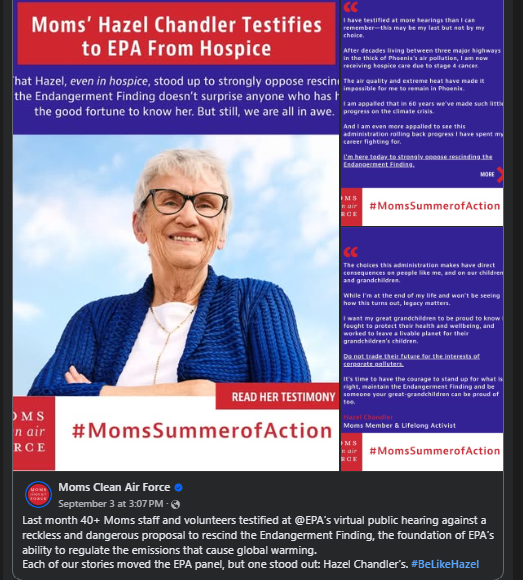 Moms' Hazel Chandler Testifies
to EPA From Hospice
hat Hazel, even in hospice, stood up to strongly oppose rescin
the Endangerment Finding doesn't surprise anyone who has h
the good fortune to know her. But still, we are all in awe.
READ HER TESTIMONY
OMS
n air
RCE
#MomsSummerofAction
I have testified at more hearings than I can
remember—this may be my last but not by my
choice.
After decades living between three major highways
in the thick of Phoenix's air pollution, I am now
receiving hospice care due to stage 4 cancer.
The air quality and extreme heat have made it
impossible for me to remain in Phoenix.
I am appalled that in 60 years we've made such little
progress on the climate crisis.
And I am even more appalled to see this
administration rolling back progress I have spent my
career fighting for.
I'm here today to strongly oppose rescinding the
Endangerment Finding.
MORE
OMS
n air
RCE
#MomsSummerofAction
The choices this administration makes have direct
consequences on people like me, and on our children
and grandchildren.
While I'm at the end of my life and won't be seeing
how this turns out, legacy matters.
I want my great grandchildren to be proud to know I
fought to protect their health and wellbeing, and
worked to leave a livable planet for their
grandchildren's children.
Do not trade their future for the interests of
corporate polluters.
It's time to have the courage to stand up for what is
right, maintain the Endangerment Finding and be
someone your great-grandchildren can be proud of
too.
Hazel Chandler
Moms Member & Lifelong Activist
OMS
n air
RCE
#MomsSummerofAction
MOMS
clean air
FORCE
Moms Clean Air Force
September 3 at 3:07 PM ·
Last month 40+ Moms staff and volunteers testified at @EPA's virtual public hearing against a
reckless and dangerous proposal to rescind the Endangerment Finding, the foundation of EPA's
ability to regulate the emissions that cause global warming.
Each of our stories moved the EPA panel, but one stood out: Hazel Chandler's. #BeLikeHazel